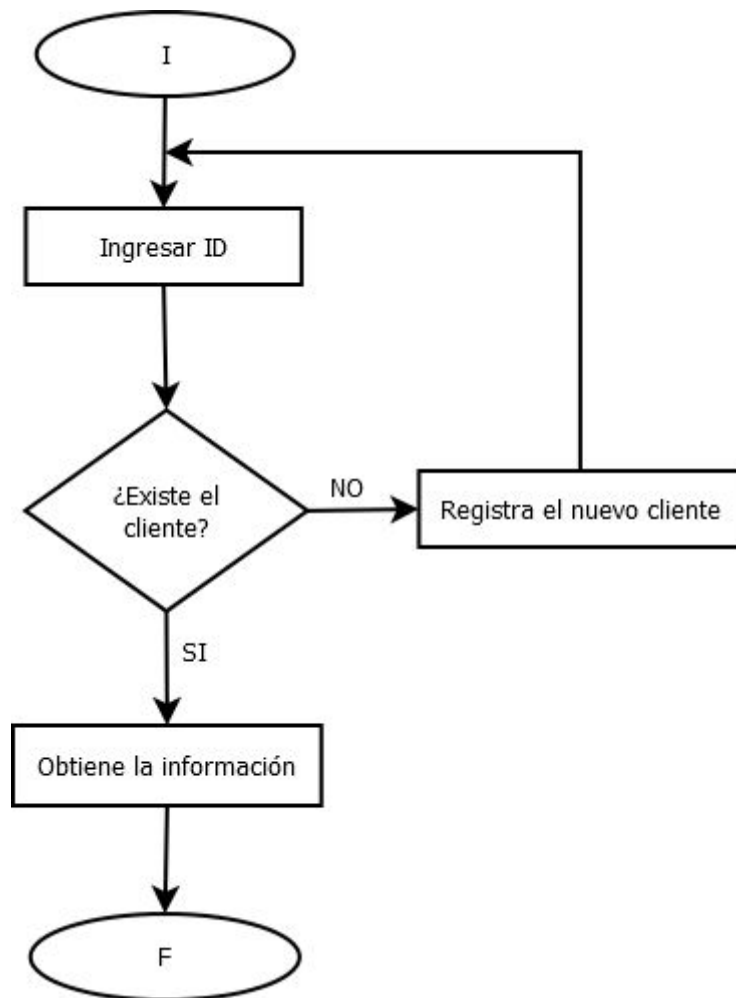 I
Ingresar ID
¿Existe el
cliente?
NO
Registra el nuevo cliente
SI
Obtiene la información
F